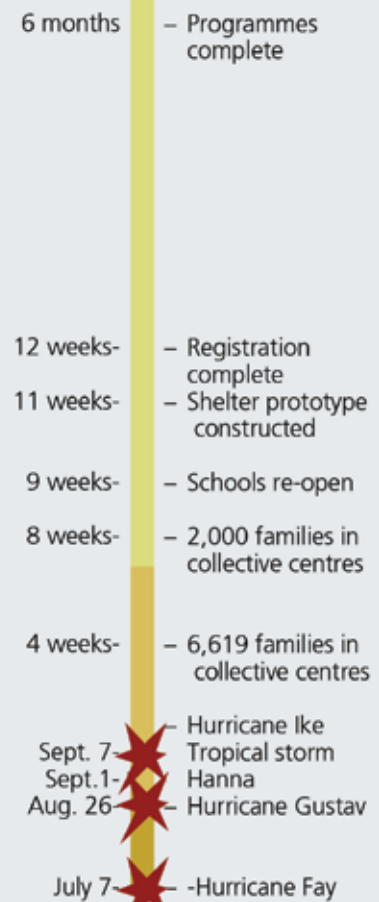 6 months – Programmes
complete
12 weeks- – Registration
complete
11 weeks- – Shelter prototype
constructed
9 weeks- – Schools re-open
8 weeks- – 2,000 families in
collective centres
4 weeks- – 6,619 families in
collective centres
– Hurricane Ike
Sept. 7- Tropical storm
Sept.1- Hanna
Aug. 26- – Hurricane Gustav
July 7- – -Hurricane Fay